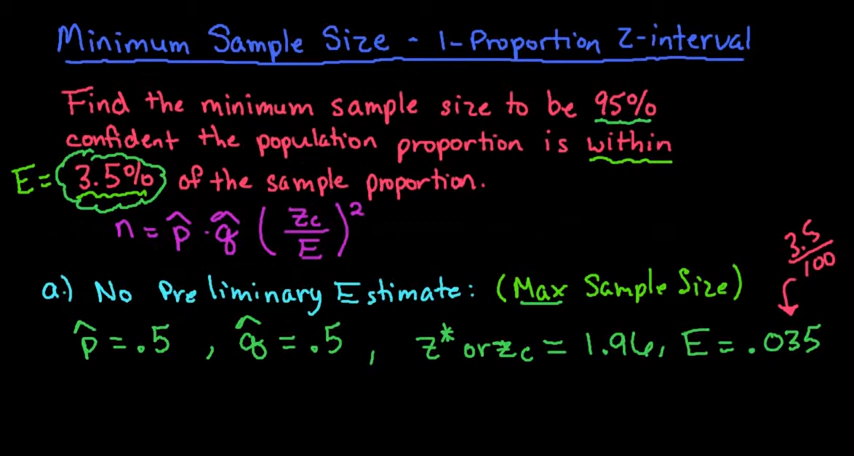 Minimum Sample Size - 1-Proportion Z-interval
Find the minimum sample size to be 95%
confident the population proportion is within
E = 3.5% of the sample proportion.
n = p̂ · q̂ (zc/E)²
3.5/100
a.) No Preliminary Estimate: (Max Sample Size)
p̂ = .5 , q̂ = .5 , z* or zc = 1.96, E = .035